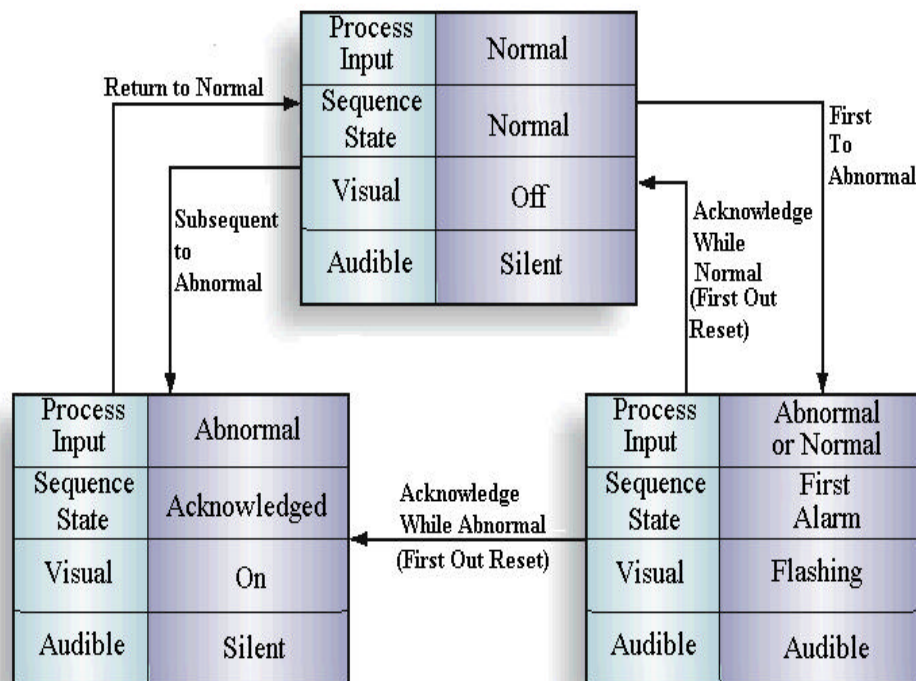 Process
Input
Normal
Sequence
State
Normal
Visual
Off
Audible
Silent
Return to Normal
Subsequent
to
Abnormal
First
To
Abnormal
Acknowledge
While
Normal
(First Out
Reset)
Process
Input
Abnormal
Sequence
State
Acknowledged
Visual
On
Audible
Silent
Acknowledge
While Abnormal
(First Out Reset)
Process
Input
Abnormal
or Normal
Sequence
State
First
Alarm
Visual
Flashing
Audible
Audible